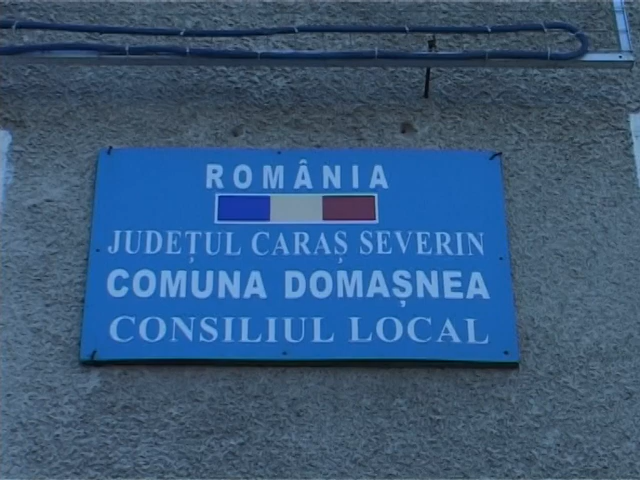 ROMÂNIA
JUDEȚUL CARAȘ SEVERIN
COMUNA DOMAȘNEA
CONSILIUL LOCAL